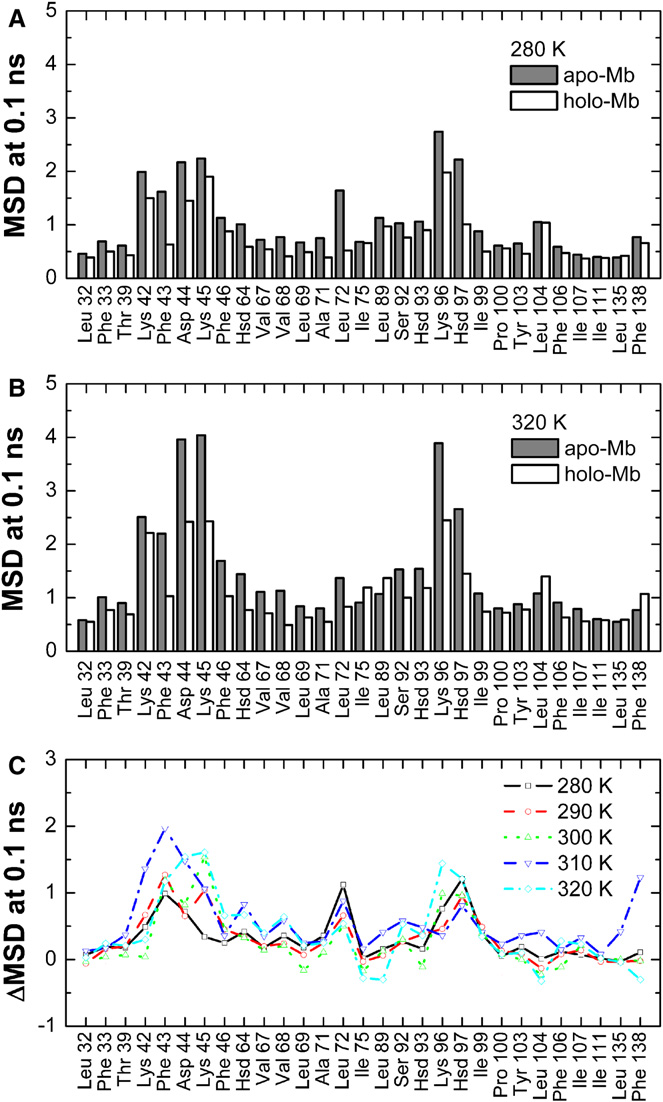 A
MSD at 0.1 ns
5
4
3
2
1
0
280 K
apo-Mb
holo-Mb
Leu 32
Phe 33
Thr 39
Lys 42
Phe 43
Asp 44
Lys 45
Phe 46
Hsd 64
Val 67
Val 68
Leu 69
Ala 71
Leu 72
Ile 75
Leu 89
Ser 92
Hsd 93
Lys 96
Hsd 97
Ile 99
Pro 100
Tyr 103
Leu 104
Phe 106
Ile 107
Ile 111
Leu 135
Phe 138
B
MSD at 0.1 ns
5
4
3
2
1
0
320 K
apo-Mb
holo-Mb
Leu 32
Phe 33
Thr 39
Lys 42
Phe 43
Asp 44
Lys 45
Phe 46
Hsd 64
Val 67
Val 68
Leu 69
Ala 71
Leu 72
Ile 75
Leu 89
Ser 92
Hsd 93
Lys 96
Hsd 97
Ile 99
Pro 100
Tyr 103
Leu 104
Phe 106
Ile 107
Ile 111
Leu 135
Phe 138
C
ΔMSD at 0.1 ns
3
2
1
0
-1
280 K
290 K
300 K
310 K
320 K
Leu 32
Phe 33
Thr 39
Lys 42
Phe 43
Asp 44
Lys 45
Phe 46
Hsd 64
Val 67
Val 68
Leu 69
Ala 71
Leu 72
Ile 75
Leu 89
Ser 92
Hsd 93
Lys 96
Hsd 97
Ile 99
Pro 100
Tyr 103
Leu 104
Phe 106
Ile 107
Ile 111
Leu 135
Phe 138